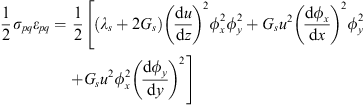 \frac{1}{2}\sigma_{pq}\varepsilon_{pq} = \frac{1}{2}\left[(\lambda_s + 2G_s)\left(\frac{\mathrm{d}u}{\mathrm{d}z}\right)^2\phi_x^2\phi_y^2 + G_s u^2\left(\frac{\mathrm{d}\phi_x}{\mathrm{d}x}\right)^2\phi_y^2\right.
\left.+ G_s u^2\phi_x^2\left(\frac{\mathrm{d}\phi_y}{\mathrm{d}y}\right)^2\right]